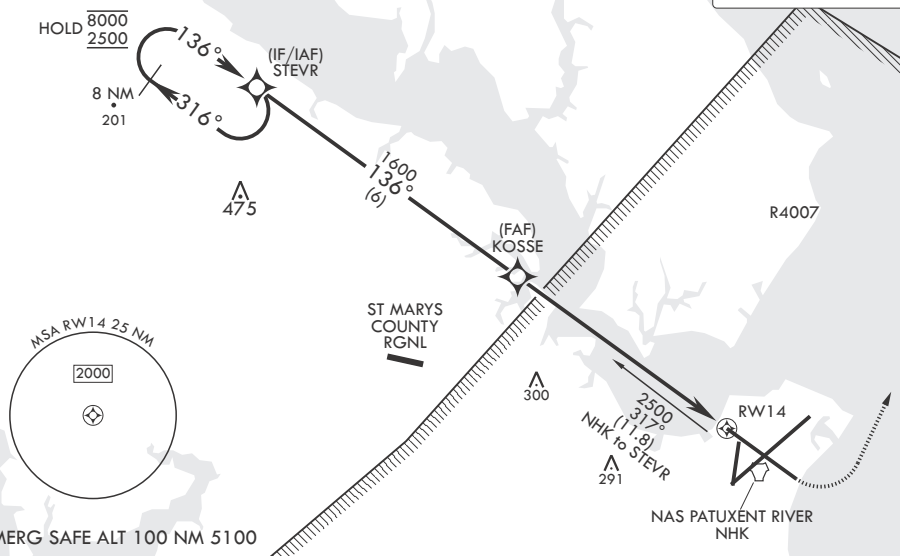 HOLD 8000
2500
136°
(IF/IAF)
STEVR
8 NM
201
316°
475
1600
136°
(6)
R4007
(FAF)
KOSSE
ST MARYS
COUNTY
RGNL
MSA RW14 25 NM
2000
300
2500
317°
(11.8)
NHK to STEVR
RW14
291
NAS PATUXENT RIVER
NHK
MERG SAFE ALT 100 NM 5100